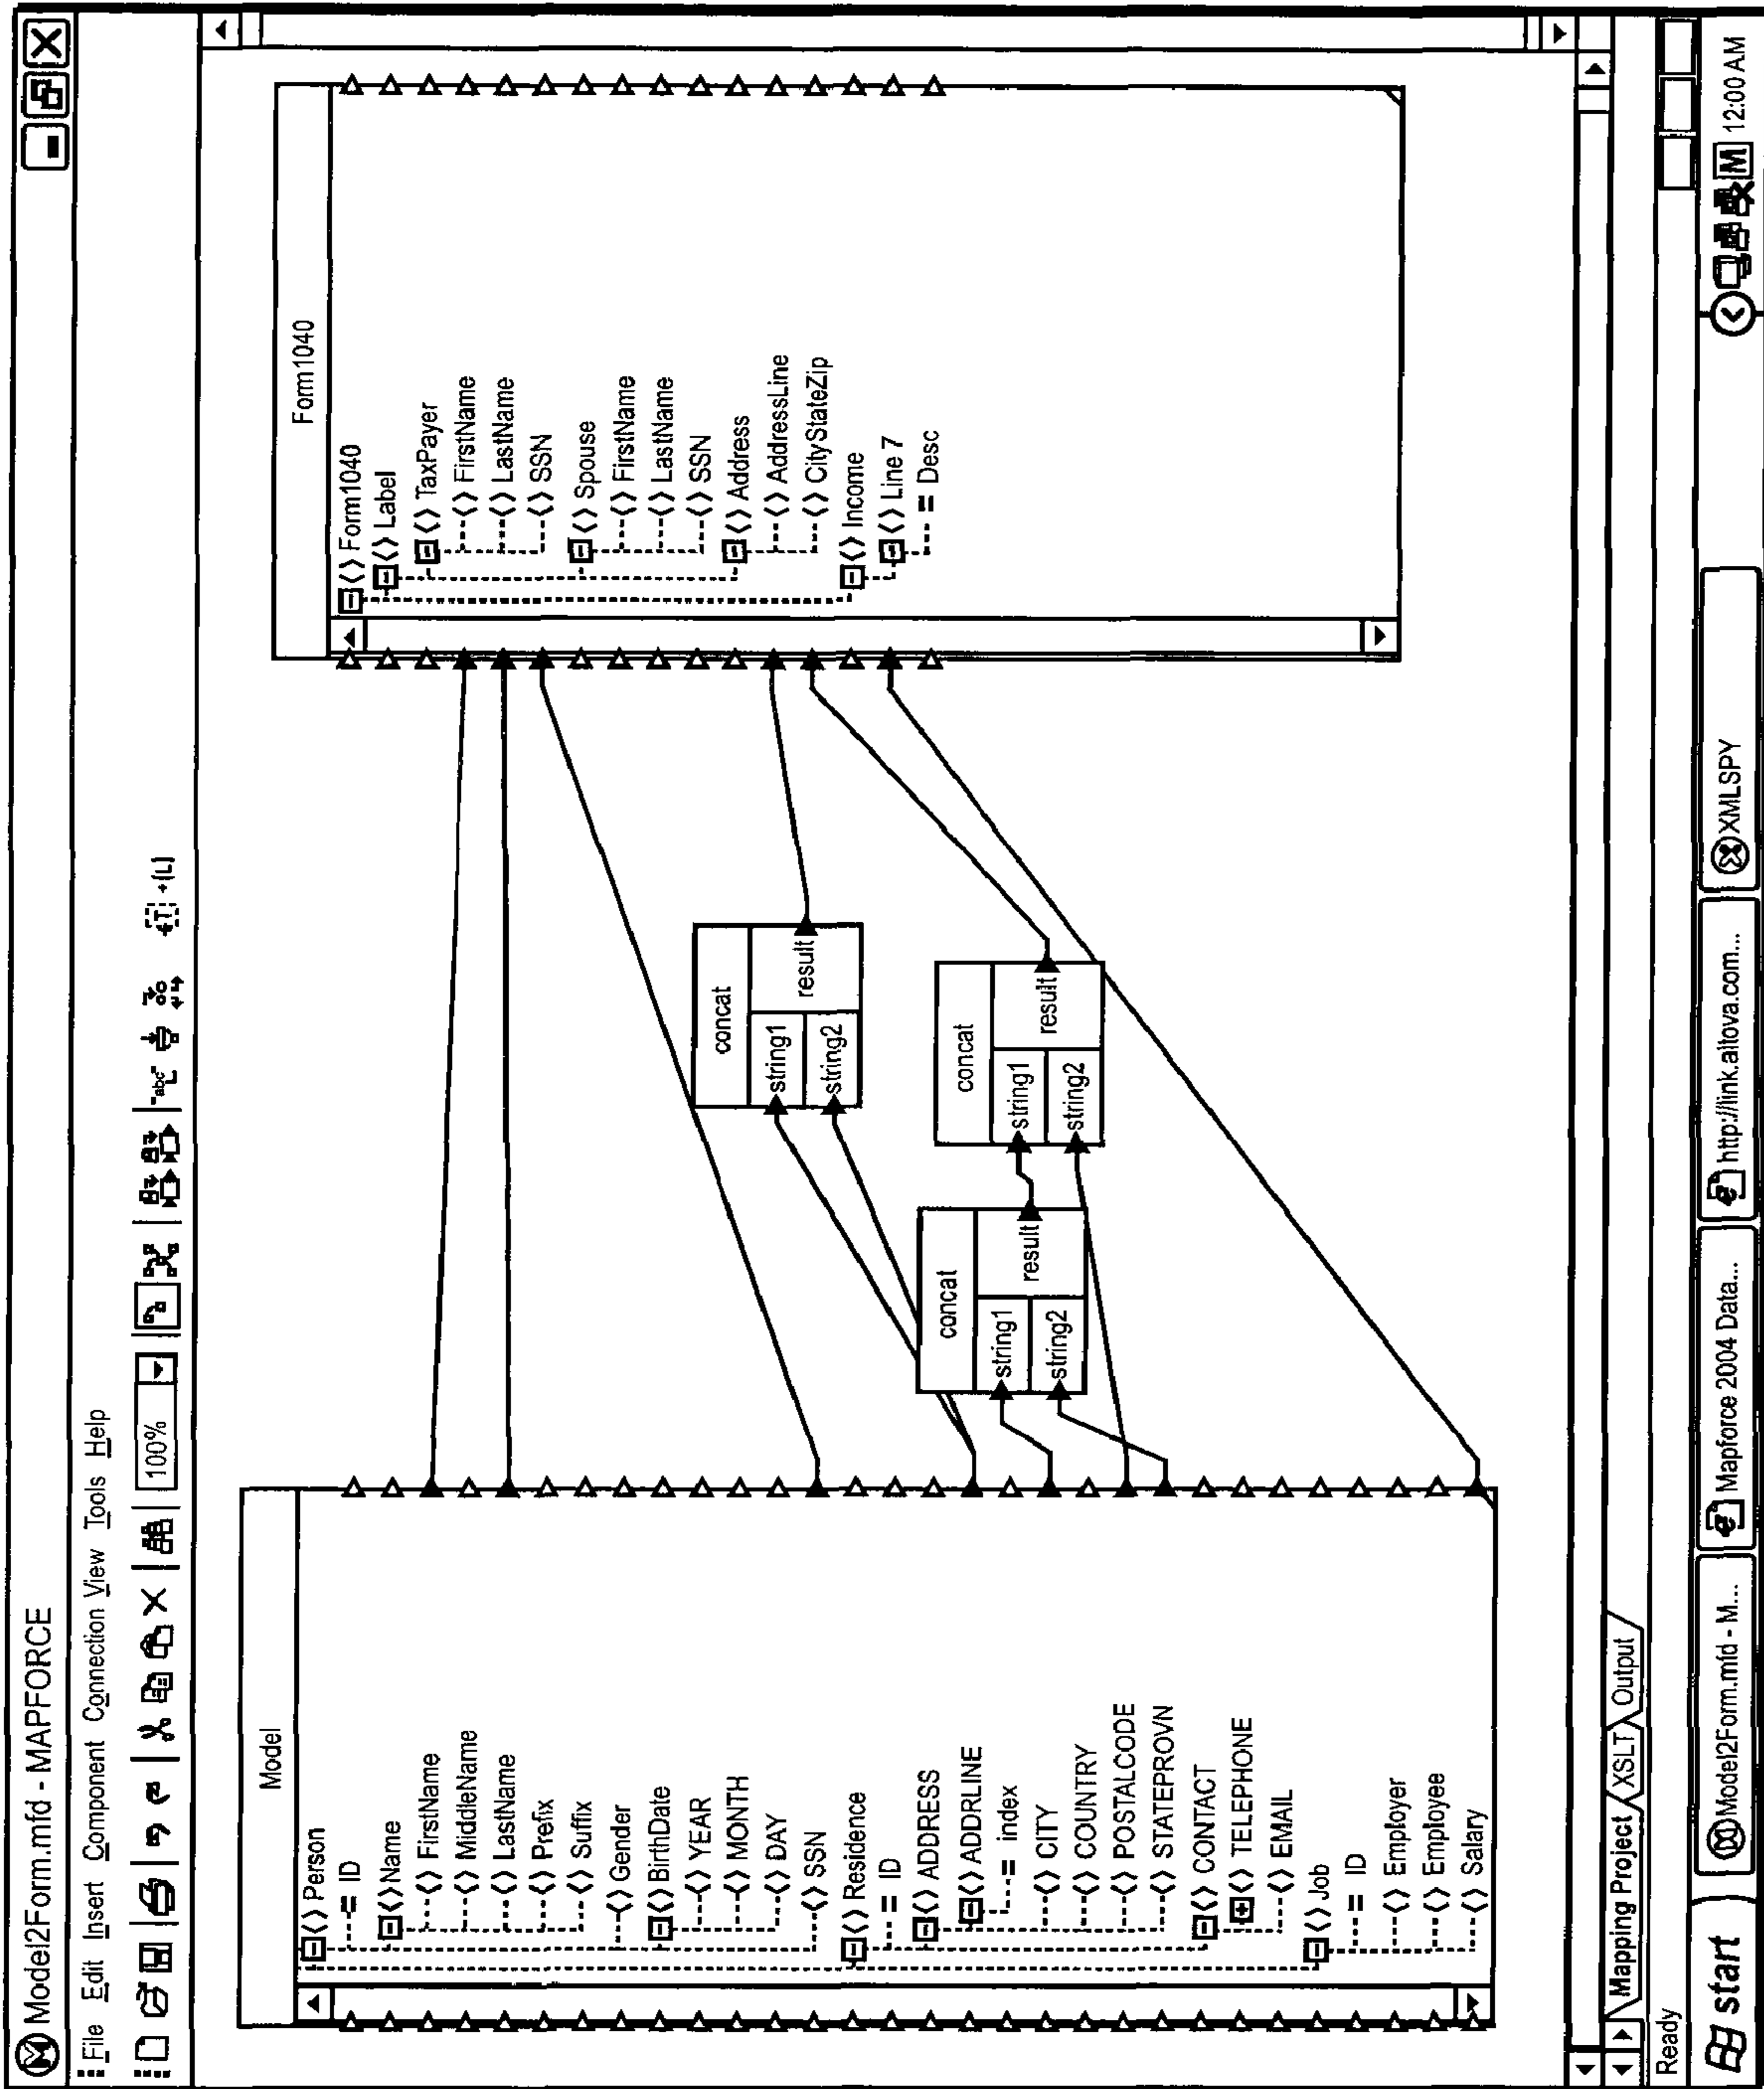 Model2Form.mfd - MAPFORCE
File Edit Insert Component Connection View Tools Help
100%
Model
<> Person
= ID
<> Name
<> FirstName
<> MiddleName
<> LastName
<> Prefix
<> Suffix
<> Gender
<> BirthDate
<> YEAR
<> MONTH
<> DAY
<> SSN
<> Residence
= ID
<> ADDRESS
<> ADDRLINE
= index
<> CITY
<> COUNTRY
<> POSTALCODE
<> STATEPROVN
<> CONTACT
<> TELEPHONE
<> EMAIL
<> Job
= ID
<> Employer
<> Employee
<> Salary
concat
string1
string2
result
concat
string1
string2
result
concat
string1
string2
result
Form1040
<> Form1040
<> Label
<> TaxPayer
<> FirstName
<> LastName
<> SSN
<> Spouse
<> FirstName
<> LastName
<> SSN
<> Address
<> AddressLine
<> CityStateZip
<> Income
<> Line 7
= Desc
Mapping Project XSLT Output
Ready
start Model2Form.mfd - M... Mapforce 2004 Data... http://link.altova.com... XMLSPY M 12:00 AM